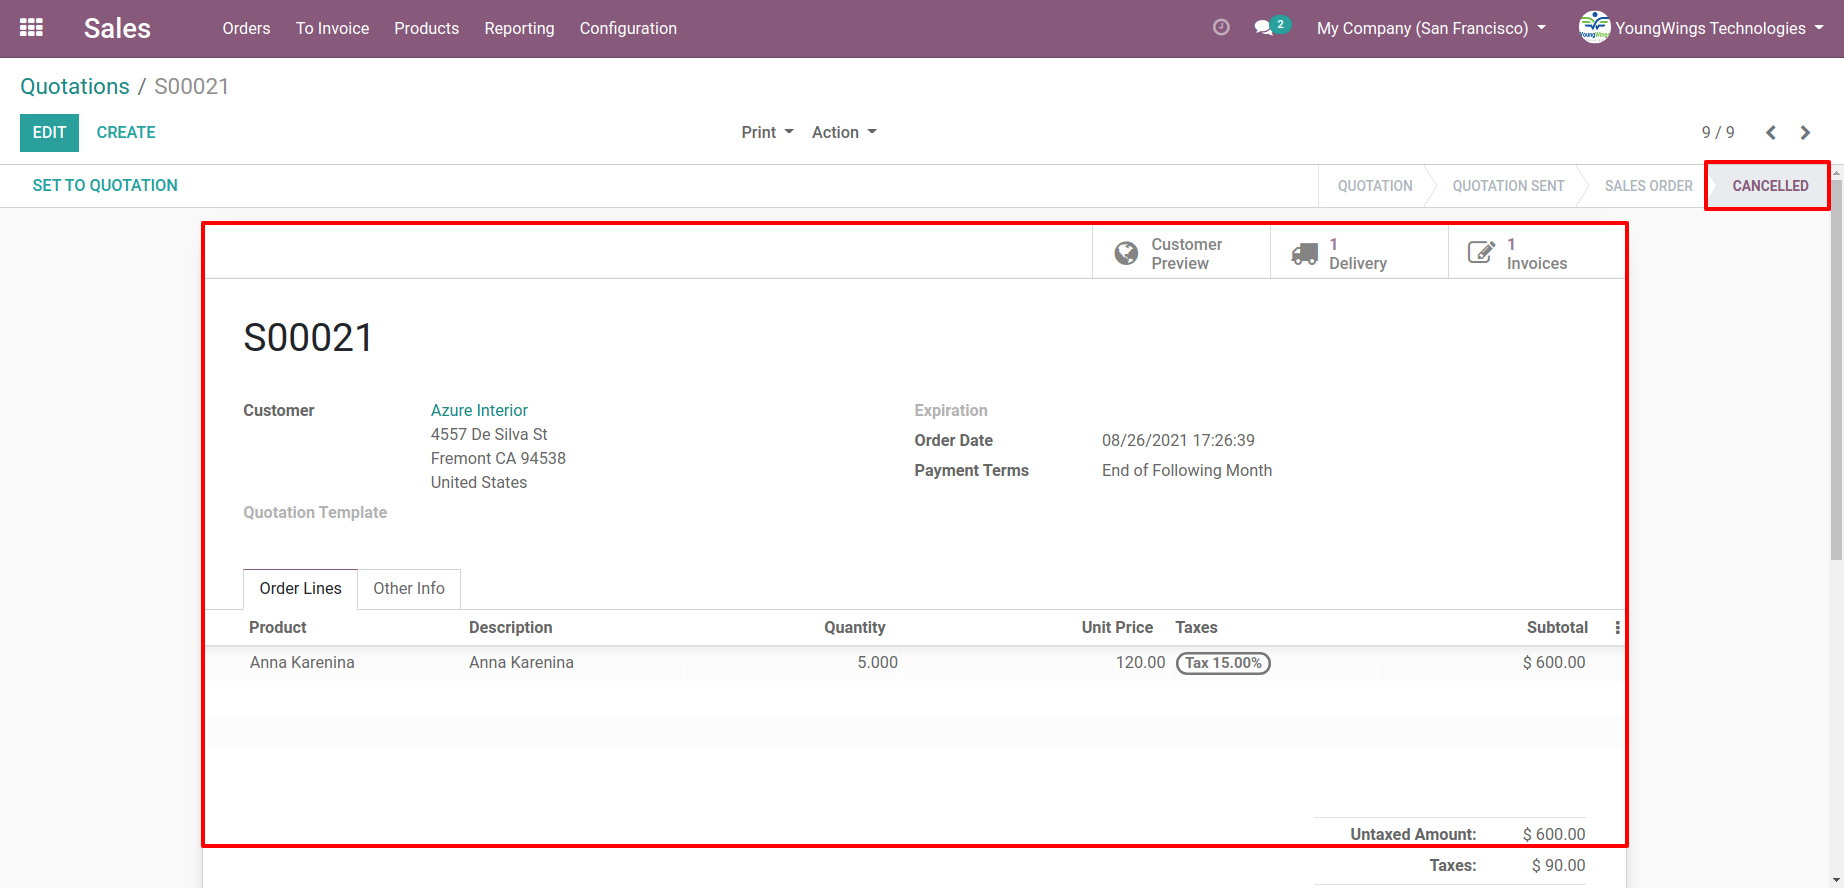 Sales Orders To Invoice Products Reporting Configuration 2 My Company (San Francisco) YoungWings YoungWings Technologies
Quotations / S00021
EDIT CREATE Print Action 9 / 9
SET TO QUOTATION QUOTATION QUOTATION SENT SALES ORDER CANCELLED
Customer Preview 1 Delivery 1 Invoices
S00021
Customer Azure Interior Expiration
4557 De Silva St Order Date 08/26/2021 17:26:39
Fremont CA 94538 Payment Terms End of Following Month
United States
Quotation Template
Order Lines Other Info
Product Description Quantity Unit Price Taxes Subtotal
Anna Karenina Anna Karenina 5.000 120.00 Tax 15.00% $ 600.00
Untaxed Amount: $ 600.00
Taxes: $ 90.00